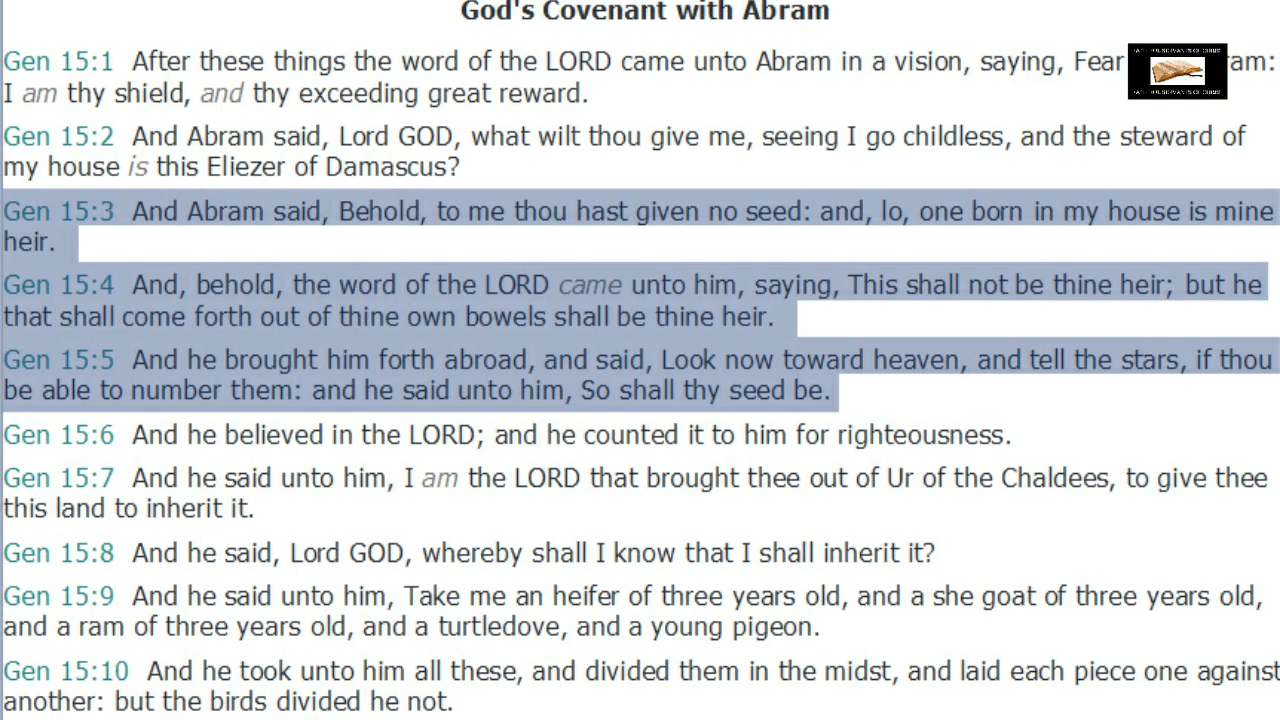 God's Covenant with Abram
Gen 15:1 After these things the word of the LORD came unto Abram in a vision, saying, Fear ram:
I am thy shield, and thy exceeding great reward.
Gen 15:2 And Abram said, Lord GOD, what wilt thou give me, seeing I go childless, and the steward of
my house is this Eliezer of Damascus?
Gen 15:3 And Abram said, Behold, to me thou hast given no seed: and, lo, one born in my house is mine
heir.
Gen 15:4 And, behold, the word of the LORD came unto him, saying, This shall not be thine heir; but he
that shall come forth out of thine own bowels shall be thine heir.
Gen 15:5 And he brought him forth abroad, and said, Look now toward heaven, and tell the stars, if thou
be able to number them: and he said unto him, So shall thy seed be.
Gen 15:6 And he believed in the LORD; and he counted it to him for righteousness.
Gen 15:7 And he said unto him, I am the LORD that brought thee out of Ur of the Chaldees, to give thee
this land to inherit it.
Gen 15:8 And he said, Lord GOD, whereby shall I know that I shall inherit it?
Gen 15:9 And he said unto him, Take me an heifer of three years old, and a she goat of three years old,
and a ram of three years old, and a turtledove, and a young pigeon.
Gen 15:10 And he took unto him all these, and divided them in the midst, and laid each piece one against
another: but the birds divided he not.